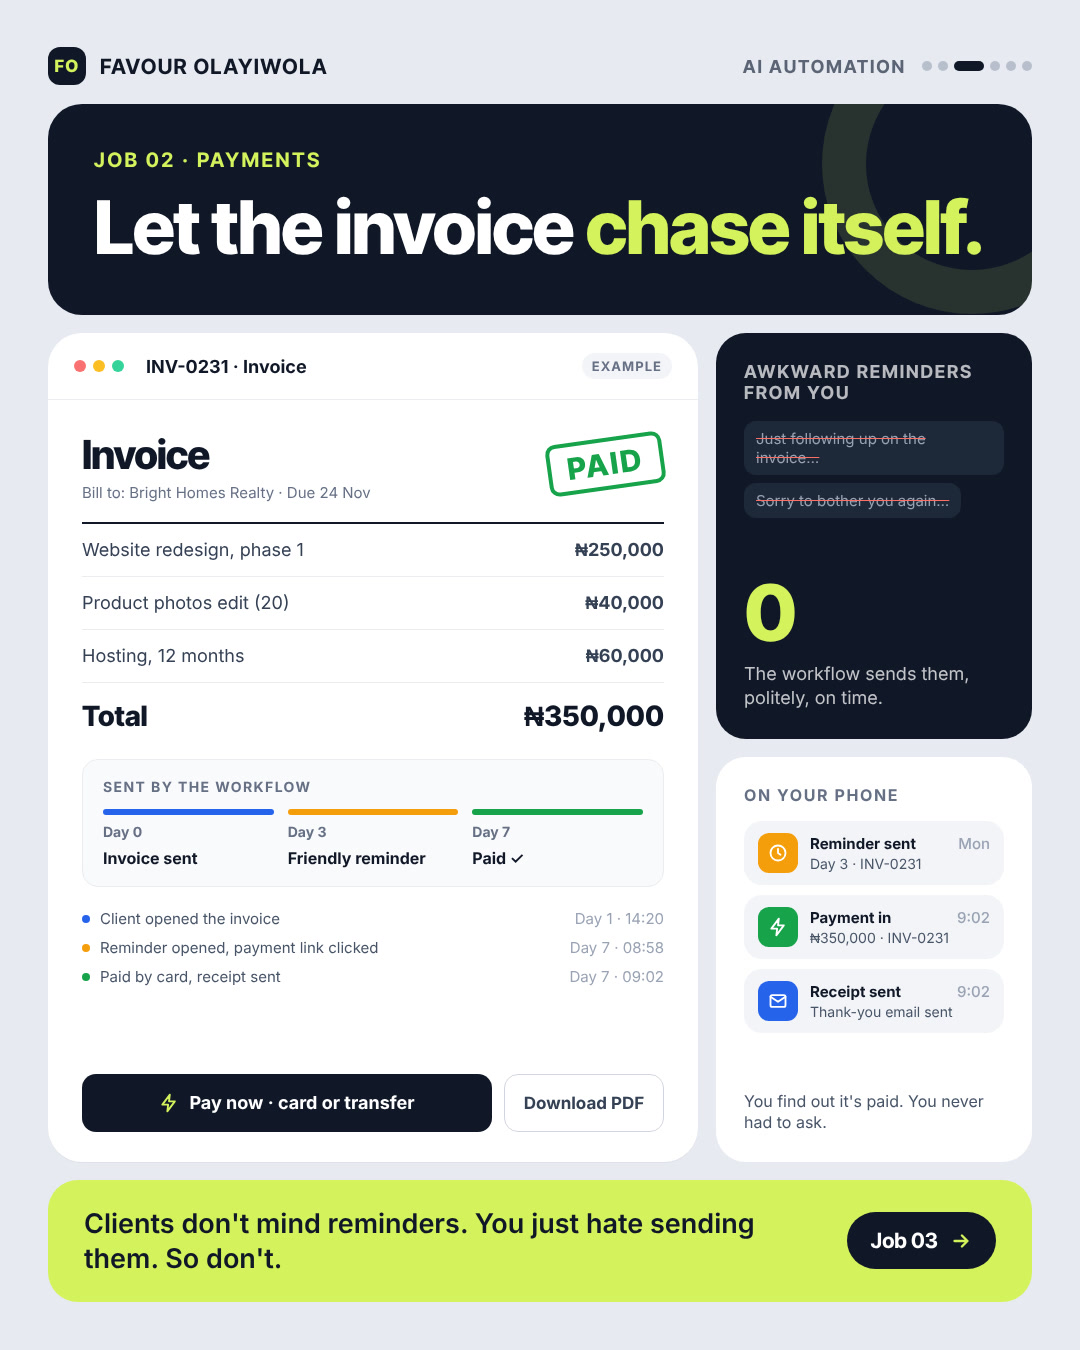 FO FAVOUR OLAYIWOLA
AI AUTOMATION
JOB 02 · PAYMENTS
Let the invoice chase itself.
INV-0231 · Invoice
EXAMPLE
Invoice
Bill to: Bright Homes Realty · Due 24 Nov
PAID
Website redesign, phase 1 ₦250,000
Product photos edit (20) ₦40,000
Hosting, 12 months ₦60,000
Total ₦350,000
SENT BY THE WORKFLOW
Day 0
Invoice sent
Day 3
Friendly reminder
Day 7
Paid ✓
Client opened the invoice Day 1 · 14:20
Reminder opened, payment link clicked Day 7 · 08:58
Paid by card, receipt sent Day 7 · 09:02
Pay now · card or transfer
Download PDF
AWKWARD REMINDERS
FROM YOU
Just following up on the
invoice...
Sorry to bother you again...
0
The workflow sends them,
politely, on time.
ON YOUR PHONE
Reminder sent Mon
Day 3 · INV-0231
Payment in 9:02
₦350,000 · INV-0231
Receipt sent 9:02
Thank-you email sent
You find out it's paid. You never
had to ask.
Clients don't mind reminders. You just hate sending
them. So don't.
Job 03 →